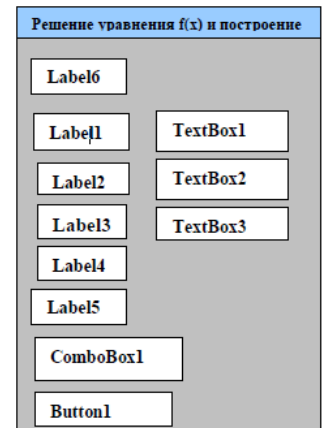 Решение уравнения f(x) и построение
Label6
Label1 TextBox1
Label2 TextBox2
Label3 TextBox3
Label4
Label5
ComboBox1
Button1